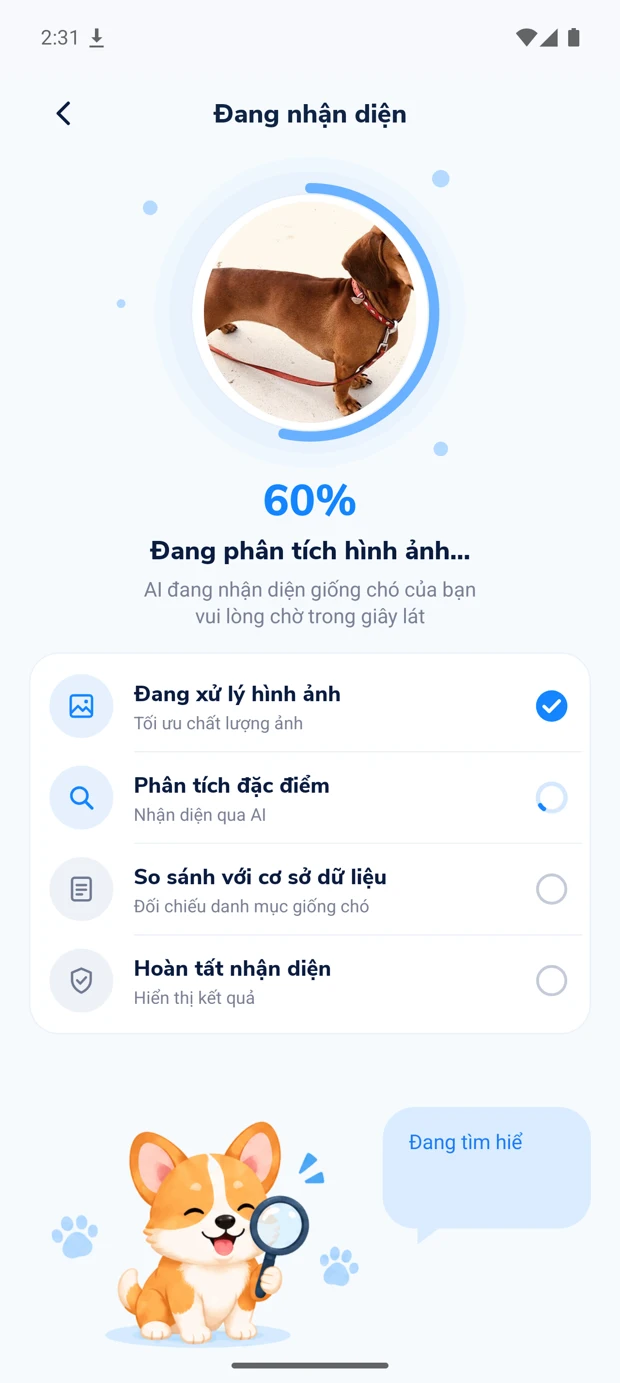 2:31
Đang nhận diện
60%
Đang phân tích hình ảnh...
AI đang nhận diện giống chó của bạn
vui lòng chờ trong giây lát
Đang xử lý hình ảnh
Tối ưu chất lượng ảnh
Phân tích đặc điểm
Nhận diện qua AI
So sánh với cơ sở dữ liệu
Đối chiếu danh mục giống chó
Hoàn tất nhận diện
Hiển thị kết quả
Đang tìm hiể